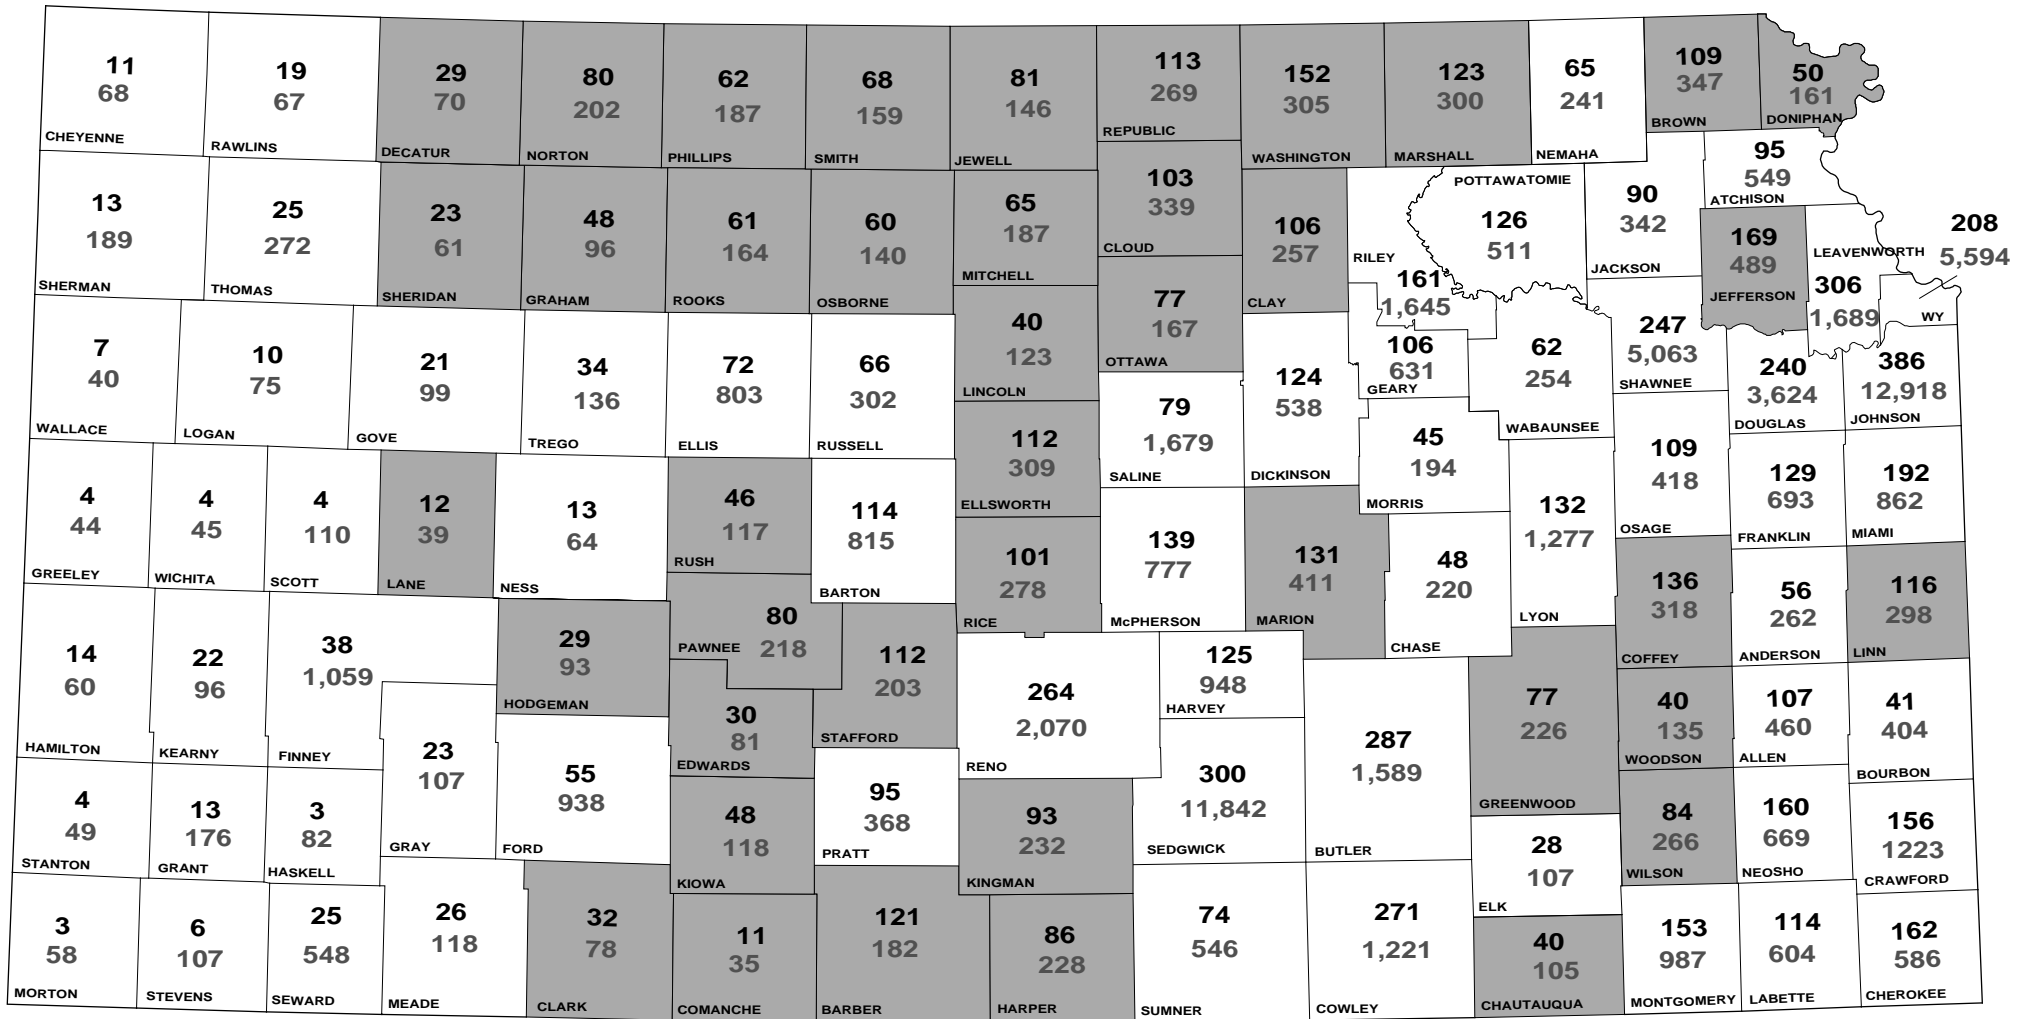 11
68
CHEYENNE
19
67
RAWLINS
29
70
DECATUR
80
202
NORTON
62
187
PHILLIPS
68
159
SMITH
81
146
JEWELL
113
269
REPUBLIC
152
305
WASHINGTON
123
300
MARSHALL
65
241
NEMAHA
109
347
BROWN
50
161
DONIPHAN
13
189
SHERMAN
25
272
THOMAS
23
61
SHERIDAN
48
96
GRAHAM
61
164
ROOKS
60
140
OSBORNE
65
187
MITCHELL
103
339
CLOUD
106
257
CLAY
RILEY
161
1,645
POTTAWATOMIE
126
511
90
342
JACKSON
95
549
ATCHISON
169
489
JEFFERSON
LEAVENWORTH
306
1,689
208
5,594
WY
7
40
WALLACE
10
75
LOGAN
21
99
GOVE
34
136
TREGO
72
803
ELLIS
66
302
RUSSELL
40
123
LINCOLN
77
167
OTTAWA
79
1,679
SALINE
124
538
DICKINSON
106
631
GEARY
62
254
WABAUNSEE
247
5,063
SHAWNEE
240
3,624
DOUGLAS
386
12,918
JOHNSON
4
44
GREELEY
4
45
WICHITA
4
110
SCOTT
12
39
LANE
13
64
NESS
46
117
RUSH
114
815
BARTON
112
309
ELLSWORTH
101
278
RICE
139
777
McPHERSON
131
411
MARION
45
194
MORRIS
48
220
CHASE
132
1,277
LYON
109
418
OSAGE
129
693
FRANKLIN
192
862
MIAMI
136
318
COFFEY
56
262
ANDERSON
116
298
LINN
14
60
HAMILTON
22
96
KEARNY
38
1,059
FINNEY
29
93
HODGEMAN
80
PAWNEE 218
30
81
EDWARDS
112
203
STAFFORD
264
2,070
RENO
125
948
HARVEY
287
1,589
BUTLER
77
226
GREENWOOD
40
135
WOODSON
107
460
ALLEN
41
404
BOURBON
4
49
STANTON
13
176
GRANT
3
82
HASKELL
23
107
GRAY
55
938
FORD
48
118
KIOWA
95
368
PRATT
93
232
KINGMAN
300
11,842
SEDGWICK
28
107
ELK
84
266
WILSON
160
669
NEOSHO
156
1223
CRAWFORD
3
58
MORTON
6
107
STEVENS
25
548
SEWARD
26
118
MEADE
32
78
CLARK
11
35
COMANCHE
121
182
BARBER
86
228
HARPER
74
546
SUMNER
271
1,221
COWLEY
40
105
CHAUTAUQUA
153
987
MONTGOMERY
114
604
LABETTE
162
586
CHEROKEE